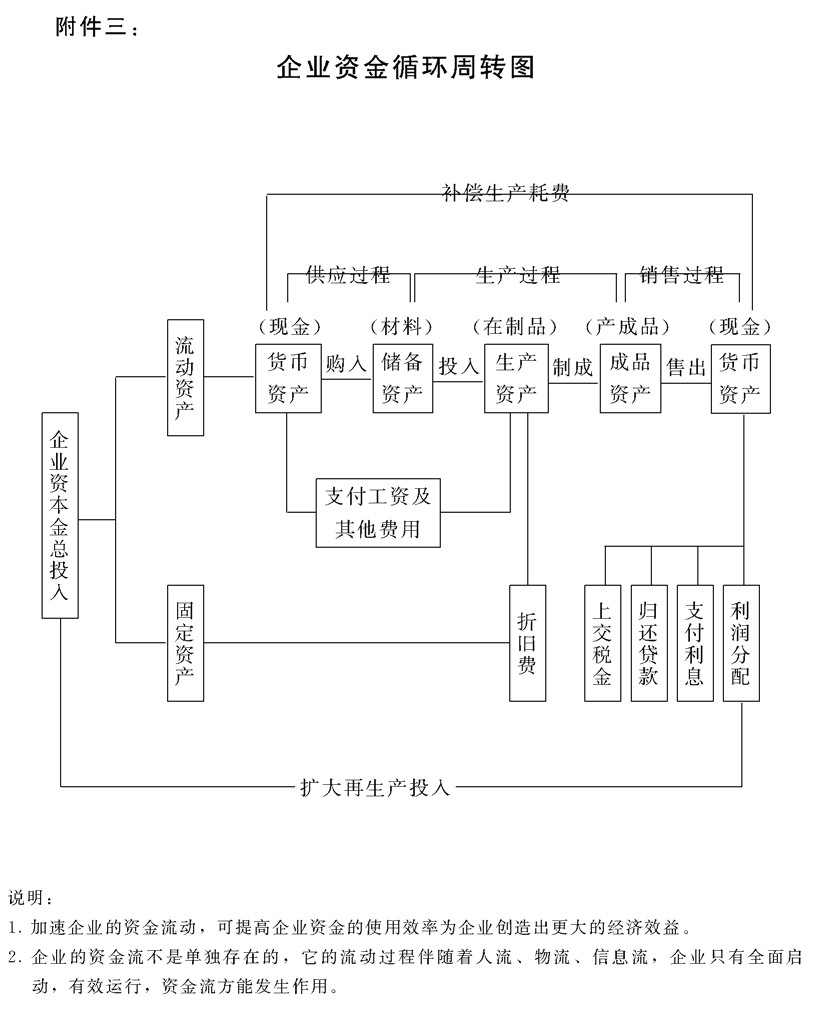 附件三：
企业资金循环周转图
补偿生产耗费
供应过程
生产过程
销售过程
（现金）
（材料）
（在制品）
（产成品）
（现金）
流动资产
货币
资产
购入
储备
资产
投入
生产
资产
制成
成品
资产
售出
货币
资产
企业资本金总投入
支付工资及
其他费用
固定资产
折旧费
上交税金
归还贷款
支付利息
利润分配
扩大再生产投入
说明：
1. 加速企业的资金流动，可提高企业资金的使用效率为企业创造出更大的经济效益。
2. 企业的资金流不是单独存在的，它的流动过程伴随着人流、物流、信息流，企业只有全面启
动，有效运行，资金流方能发生作用。